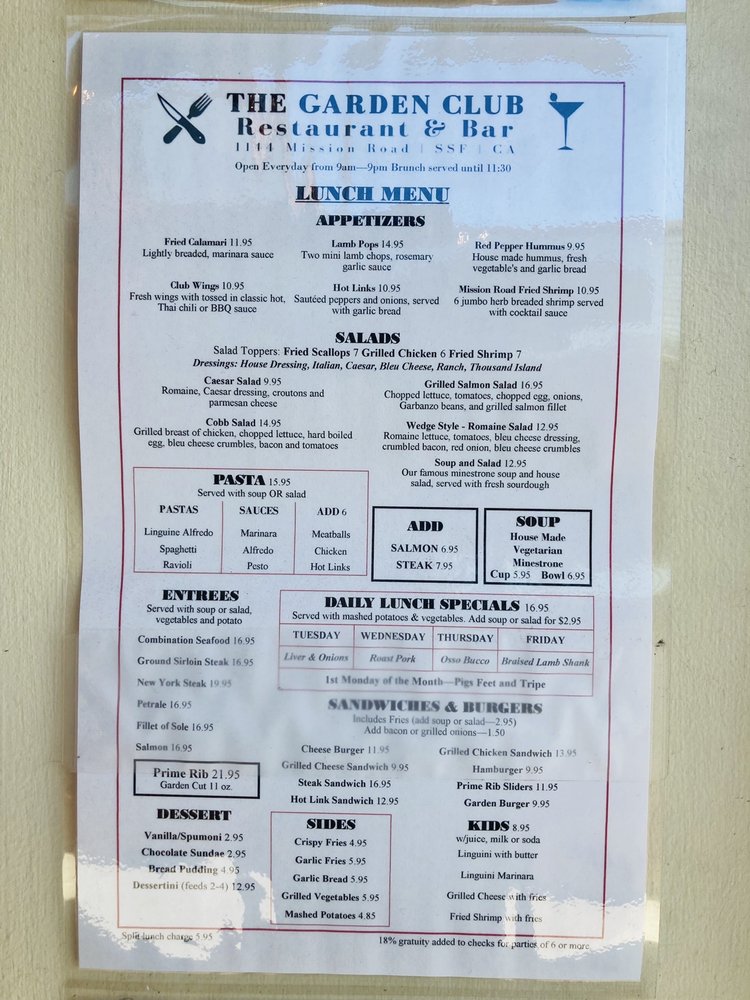 THE GARDEN CLUB
Restaurant & Bar
1144 Mission Road | SSF | CA
Open Everyday from 9am—9pm Brunch served until 11:30
LUNCH MENU
APPETIZERS
Fried Calamari 11.95
Lightly breaded, marinara sauce
Lamb Pops 14.95
Two mini lamb chops, rosemary
garlic sauce
Red Pepper Hummus 9.95
House made hummus, fresh
vegetable's and garlic bread
Club Wings 10.95
Fresh wings with tossed in classic hot,
Thai chili or BBQ sauce
Hot Links 10.95
Sautéed peppers and onions, served
with garlic bread
Mission Road Fried Shrimp 10.95
6 jumbo herb breaded shrimp served
with cocktail sauce
SALADS
Salad Toppers: Fried Scallops 7 Grilled Chicken 6 Fried Shrimp 7
Dressings: House Dressing, Italian, Caesar, Bleu Cheese, Ranch, Thousand Island
Caesar Salad 9.95
Romaine, Caesar dressing, croutons and
parmesan cheese
Cobb Salad 14.95
Grilled breast of chicken, chopped lettuce, hard boiled
egg, bleu cheese crumbles, bacon and tomatoes
Grilled Salmon Salad 16.95
Chopped lettuce, tomatoes, chopped egg, onions,
Garbanzo beans, and grilled salmon fillet
Wedge Style - Romaine Salad 12.95
Romaine lettuce, tomatoes, bleu cheese dressing,
crumbled bacon, red onion, bleu cheese crumbles
Soup and Salad 12.95
Our famous minestrone soup and house
salad, served with fresh sourdough
PASTA 15.95
Served with soup OR salad
PASTAS SAUCES ADD 6
Linguine Alfredo Marinara Meatballs
Spaghetti Alfredo Chicken
Ravioli Pesto Hot Links
ADD
SALMON 6.95
STEAK 7.95
SOUP
House Made
Vegetarian
Minestrone
Cup 5.95 Bowl 6.95
ENTREES
Served with soup or salad,
vegetables and potato
Combination Seafood 16.95
Ground Sirloin Steak 16.95
New York Steak 19.95
Petrale 16.95
Fillet of Sole 16.95
Salmon 16.95
Prime Rib 21.95
Garden Cut 11 oz.
DAILY LUNCH SPECIALS 16.95
Served with mashed potatoes & vegetables. Add soup or salad for $2.95
TUESDAY WEDNESDAY THURSDAY FRIDAY
Liver & Onions Roast Pork Osso Bucco Braised Lamb Shank
1st Monday of the Month—Pigs Feet and Tripe
SANDWICHES & BURGERS
Includes Fries (add soup or salad—2.95)
Add bacon or grilled onions—1.50
Cheese Burger 11.95
Grilled Cheese Sandwich 9.95
Steak Sandwich 16.95
Hot Link Sandwich 12.95
Grilled Chicken Sandwich 13.95
Hamburger 9.95
Prime Rib Sliders 11.95
Garden Burger 9.95
DESSERT
Vanilla/Spumoni 2.95
Chocolate Sundae 2.95
Bread Pudding 4.95
Dessertini (feeds 2-4) 12.95
SIDES
Crispy Fries 4.95
Garlic Fries 5.95
Garlic Bread 5.95
Grilled Vegetables 5.95
Mashed Potatoes 4.85
KIDS 8.95
w/juice, milk or soda
Linguini with butter
Linguini Marinara
Grilled Cheese with fries
Fried Shrimp with fries
Split lunch charge 5.95
18% gratuity added to checks for parties of 6 or more